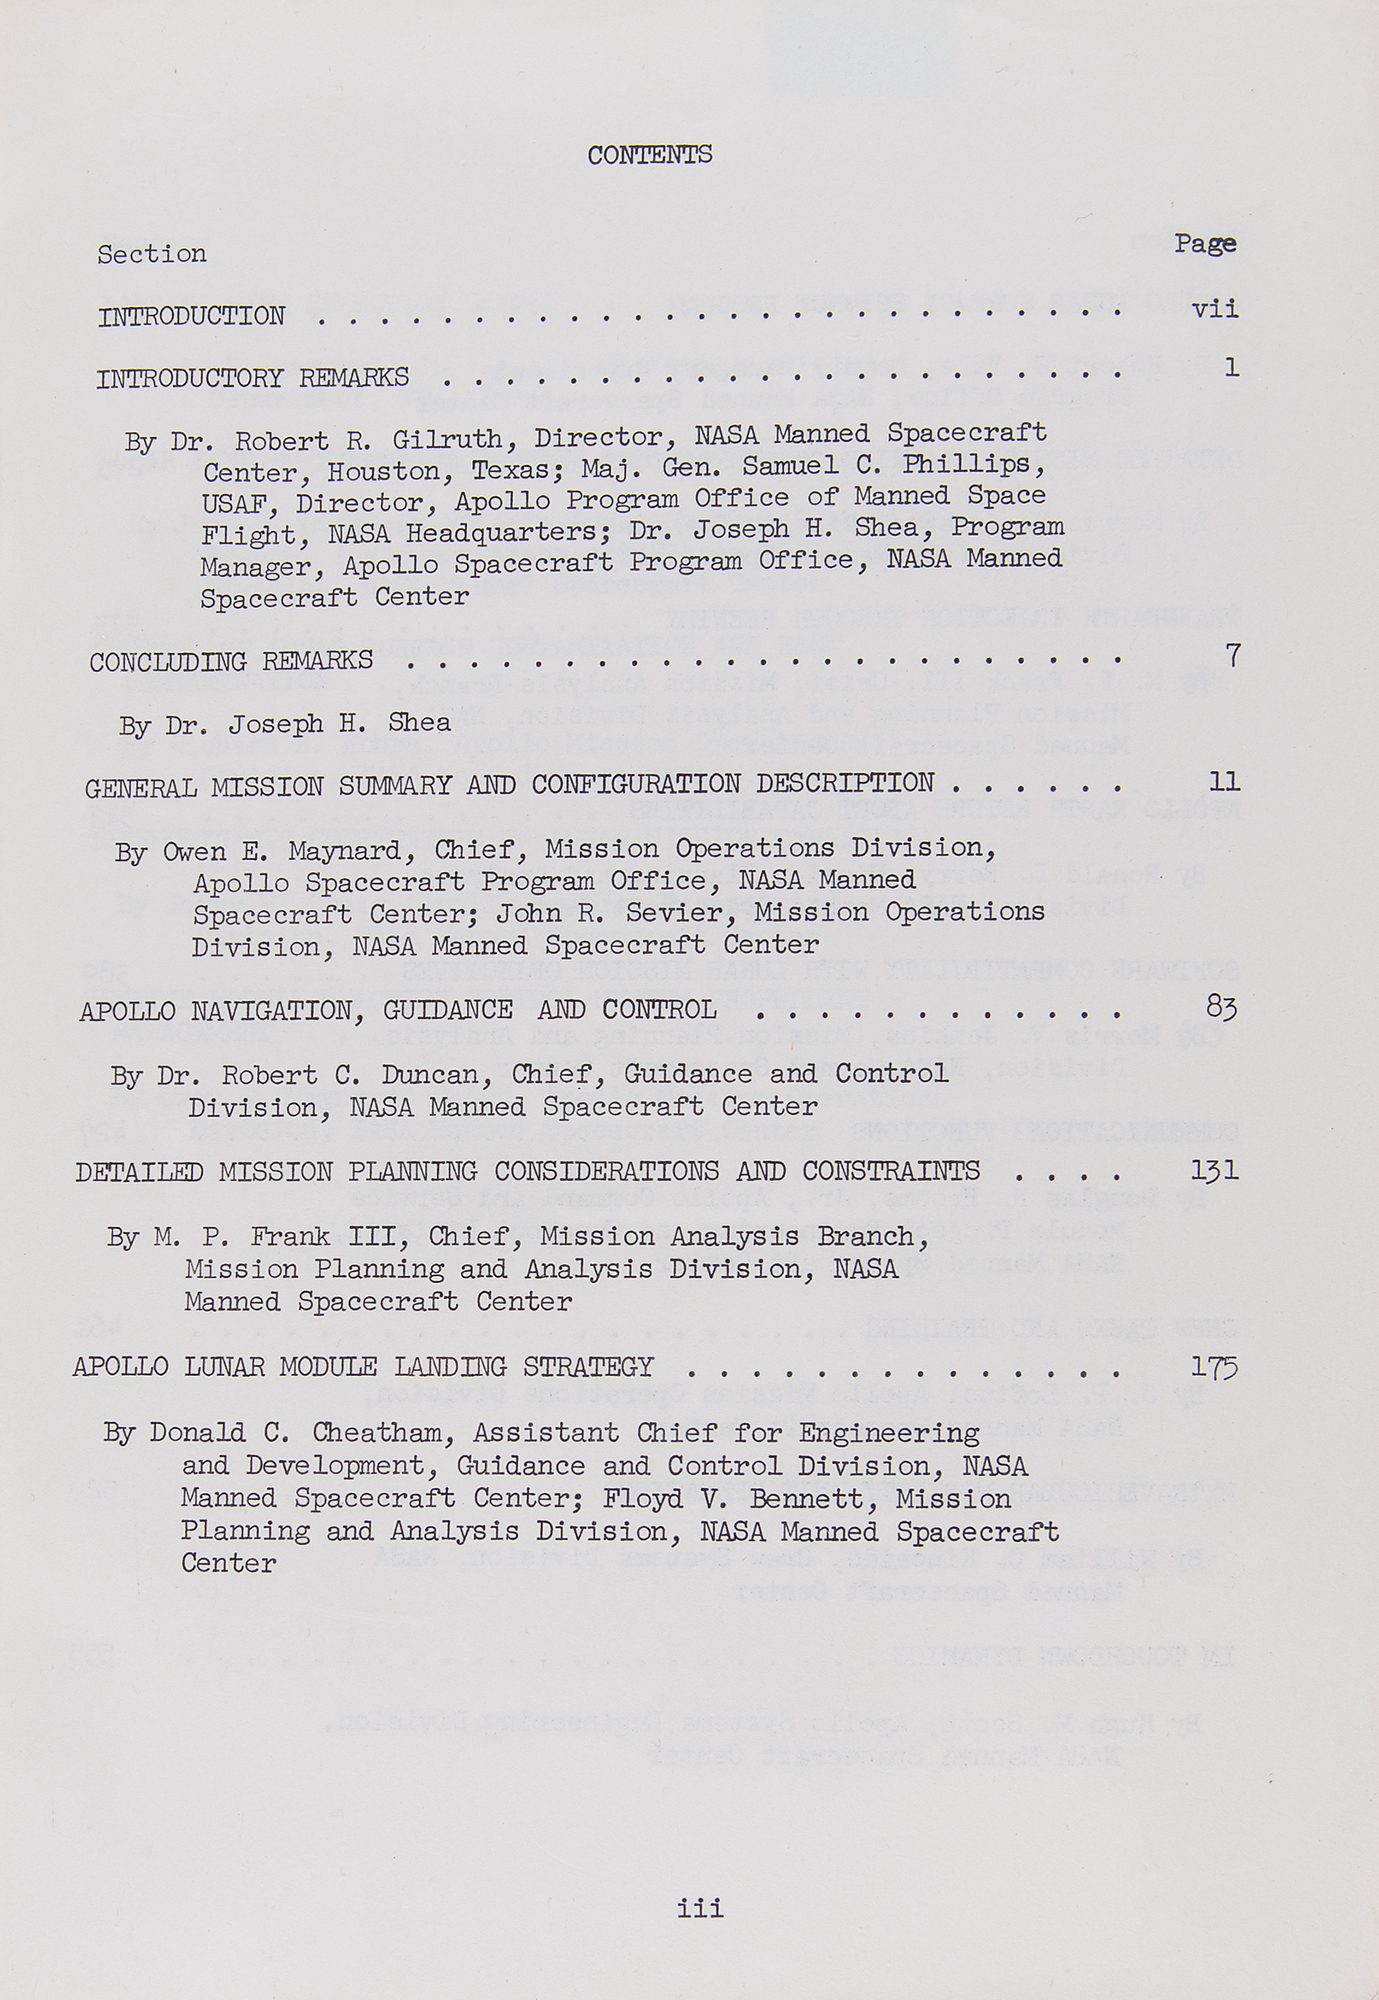 CONTENTS
Section Page
INTRODUCTION . . . . . . . . . . . . . . . . . . . . . . . . . . vii
INTRODUCTORY REMARKS . . . . . . . . . . . . . . . . . . . . . . 1
By Dr. Robert R. Gilruth, Director, NASA Manned Spacecraft
Center, Houston, Texas; Maj. Gen. Samuel C. Phillips,
USAF, Director, Apollo Program Office of Manned Space
Flight, NASA Headquarters; Dr. Joseph H. Shea, Program
Manager, Apollo Spacecraft Program Office, NASA Manned
Spacecraft Center
CONCLUDING REMARKS . . . . . . . . . . . . . . . . . . . . . . . 7
By Dr. Joseph H. Shea
GENERAL MISSION SUMMARY AND CONFIGURATION DESCRIPTION . . . . . . 11
By Owen E. Maynard, Chief, Mission Operations Division,
Apollo Spacecraft Program Office, NASA Manned
Spacecraft Center; John R. Sevier, Mission Operations
Division, NASA Manned Spacecraft Center
APOLLO NAVIGATION, GUIDANCE AND CONTROL . . . . . . . . . . . . 83
By Dr. Robert C. Duncan, Chief, Guidance and Control
Division, NASA Manned Spacecraft Center
DETAILED MISSION PLANNING CONSIDERATIONS AND CONSTRAINTS . . . . 131
By M. P. Frank III, Chief, Mission Analysis Branch,
Mission Planning and Analysis Division, NASA
Manned Spacecraft Center
APOLLO LUNAR MODULE LANDING STRATEGY . . . . . . . . . . . . . . 175
By Donald C. Cheatham, Assistant Chief for Engineering
and Development, Guidance and Control Division, NASA
Manned Spacecraft Center; Floyd V. Bennett, Mission
Planning and Analysis Division, NASA Manned Spacecraft
Center
iii